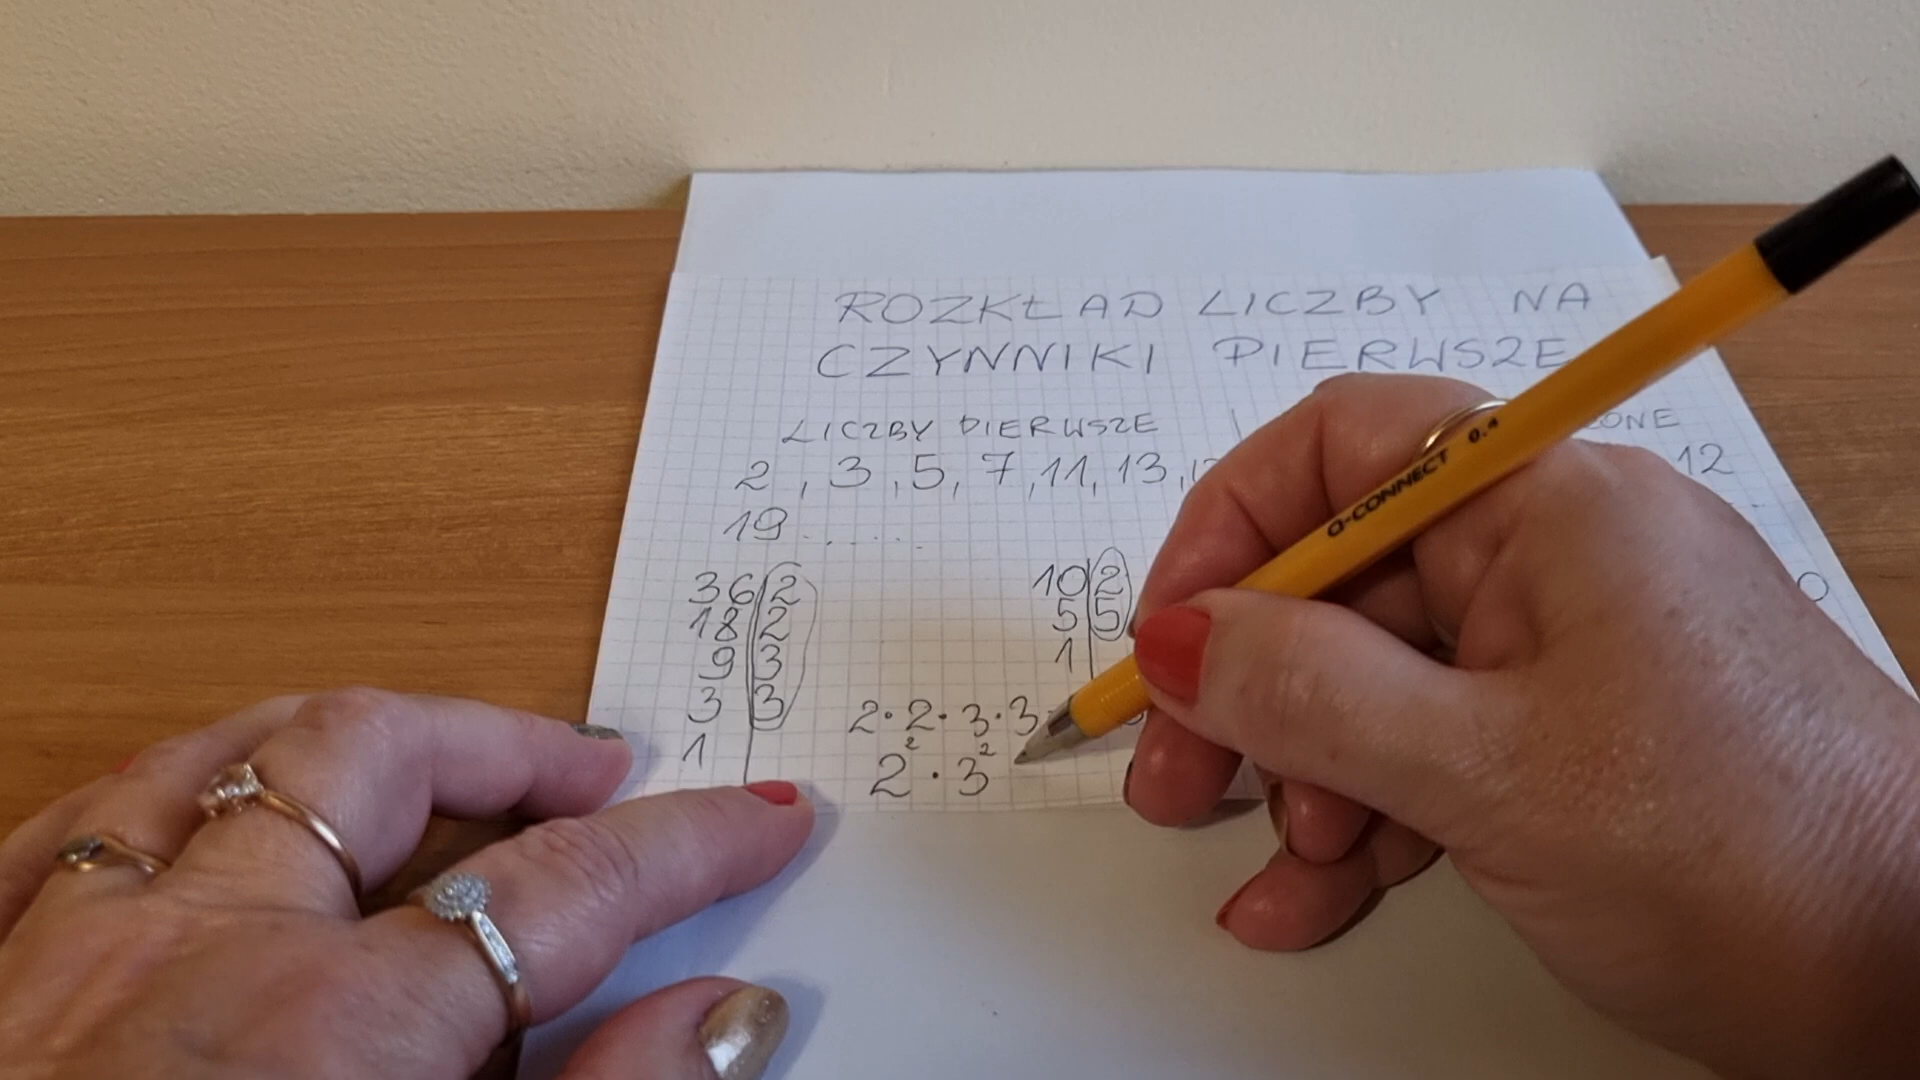 ROZKŁAD LICZBY NA
CZYNNIKI PIERWSZE
LICZBY PIERWSZE
2, 3, 5, 7, 11, 13,
12
19......
36|2
18|2
9|3
3|3
1|
10|2
5|5
1|
2·2·3·3
2²·3²
Q-CONNECT 0.4